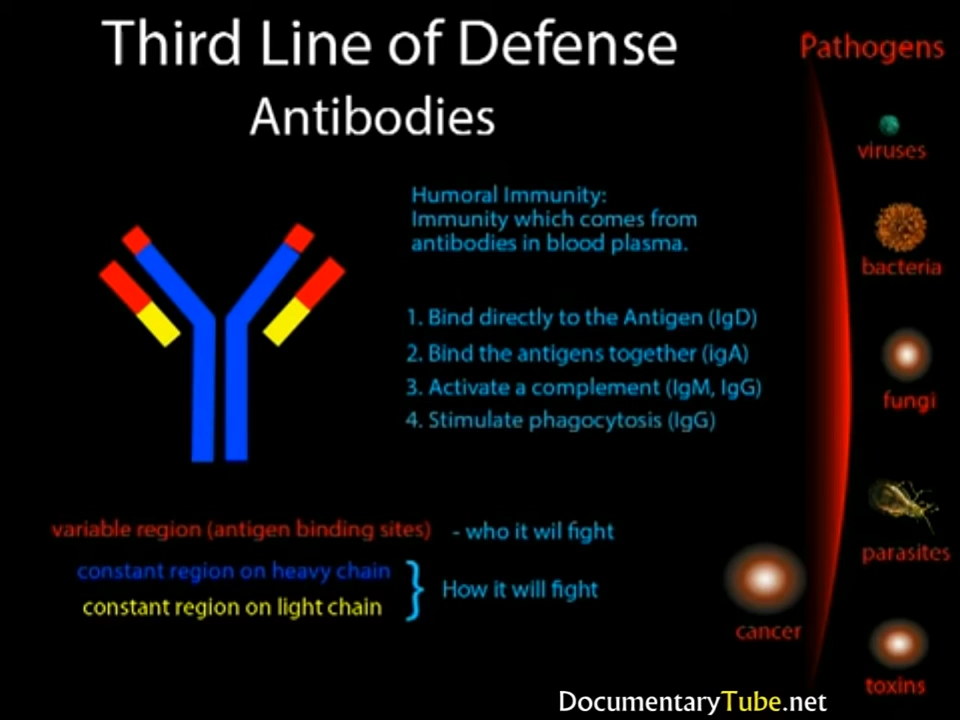 Third Line of Defense
Antibodies
Pathogens
viruses
bacteria
fungi
parasites
cancer
toxins
Humoral Immunity:
Immunity which comes from
antibodies in blood plasma.
1. Bind directly to the Antigen (IgD)
2. Bind the antigens together (igA)
3. Activate a complement (IgM, IgG)
4. Stimulate phagocytosis (IgG)
variable region (antigen binding sites) - who it wil fight
constant region on heavy chain
constant region on light chain
} How it will fight
DocumentaryTube.net